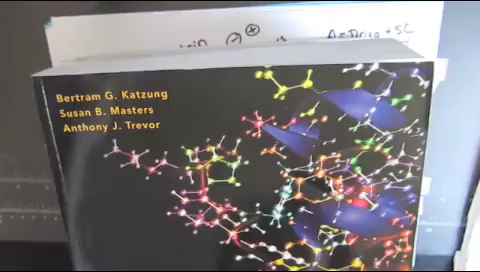 Bertram G. Katzung
Susan B. Masters
Anthony J. Trevor